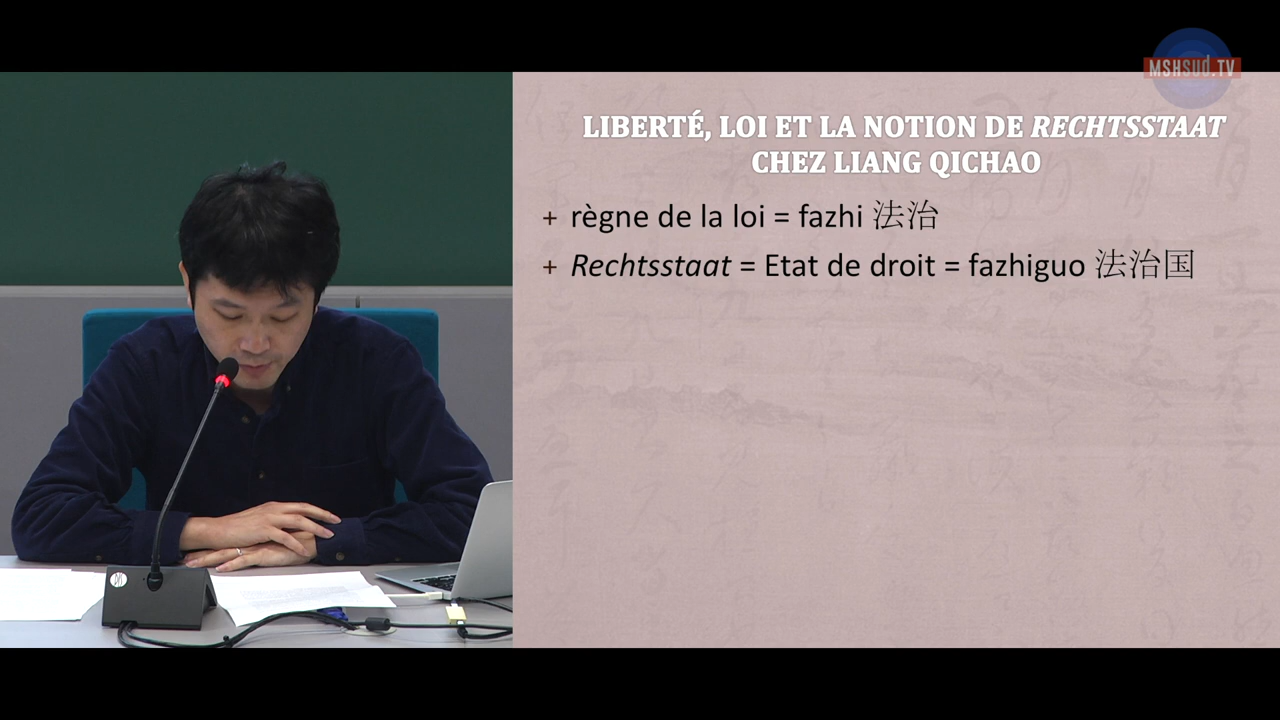 MSHsud.TV
LIBERTÉ, LOI ET LA NOTION DE RECHTSSTAAT
CHEZ LIANG QICHAO
+ règne de la loi = fazhi 法治
+ Rechtsstaat = Etat de droit = fazhiguo 法治国